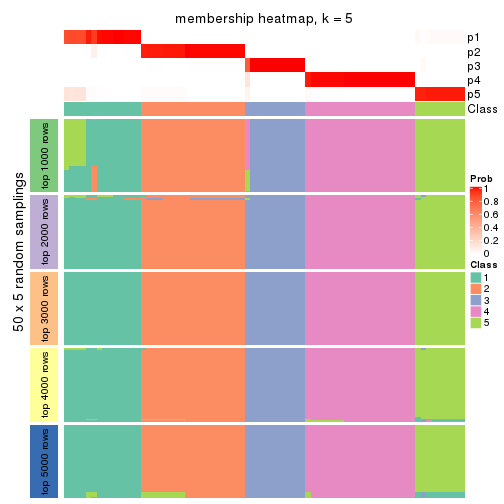 membership heatmap, k = 5
p1
p2
p3
p4
p5
Class
50 x 5 random samplings
top 1000 rows
top 2000 rows
top 3000 rows
top 4000 rows
top 5000 rows
Prob
1
0.8
0.6
0.4
0.2
0
Class
1
2
3
4
5